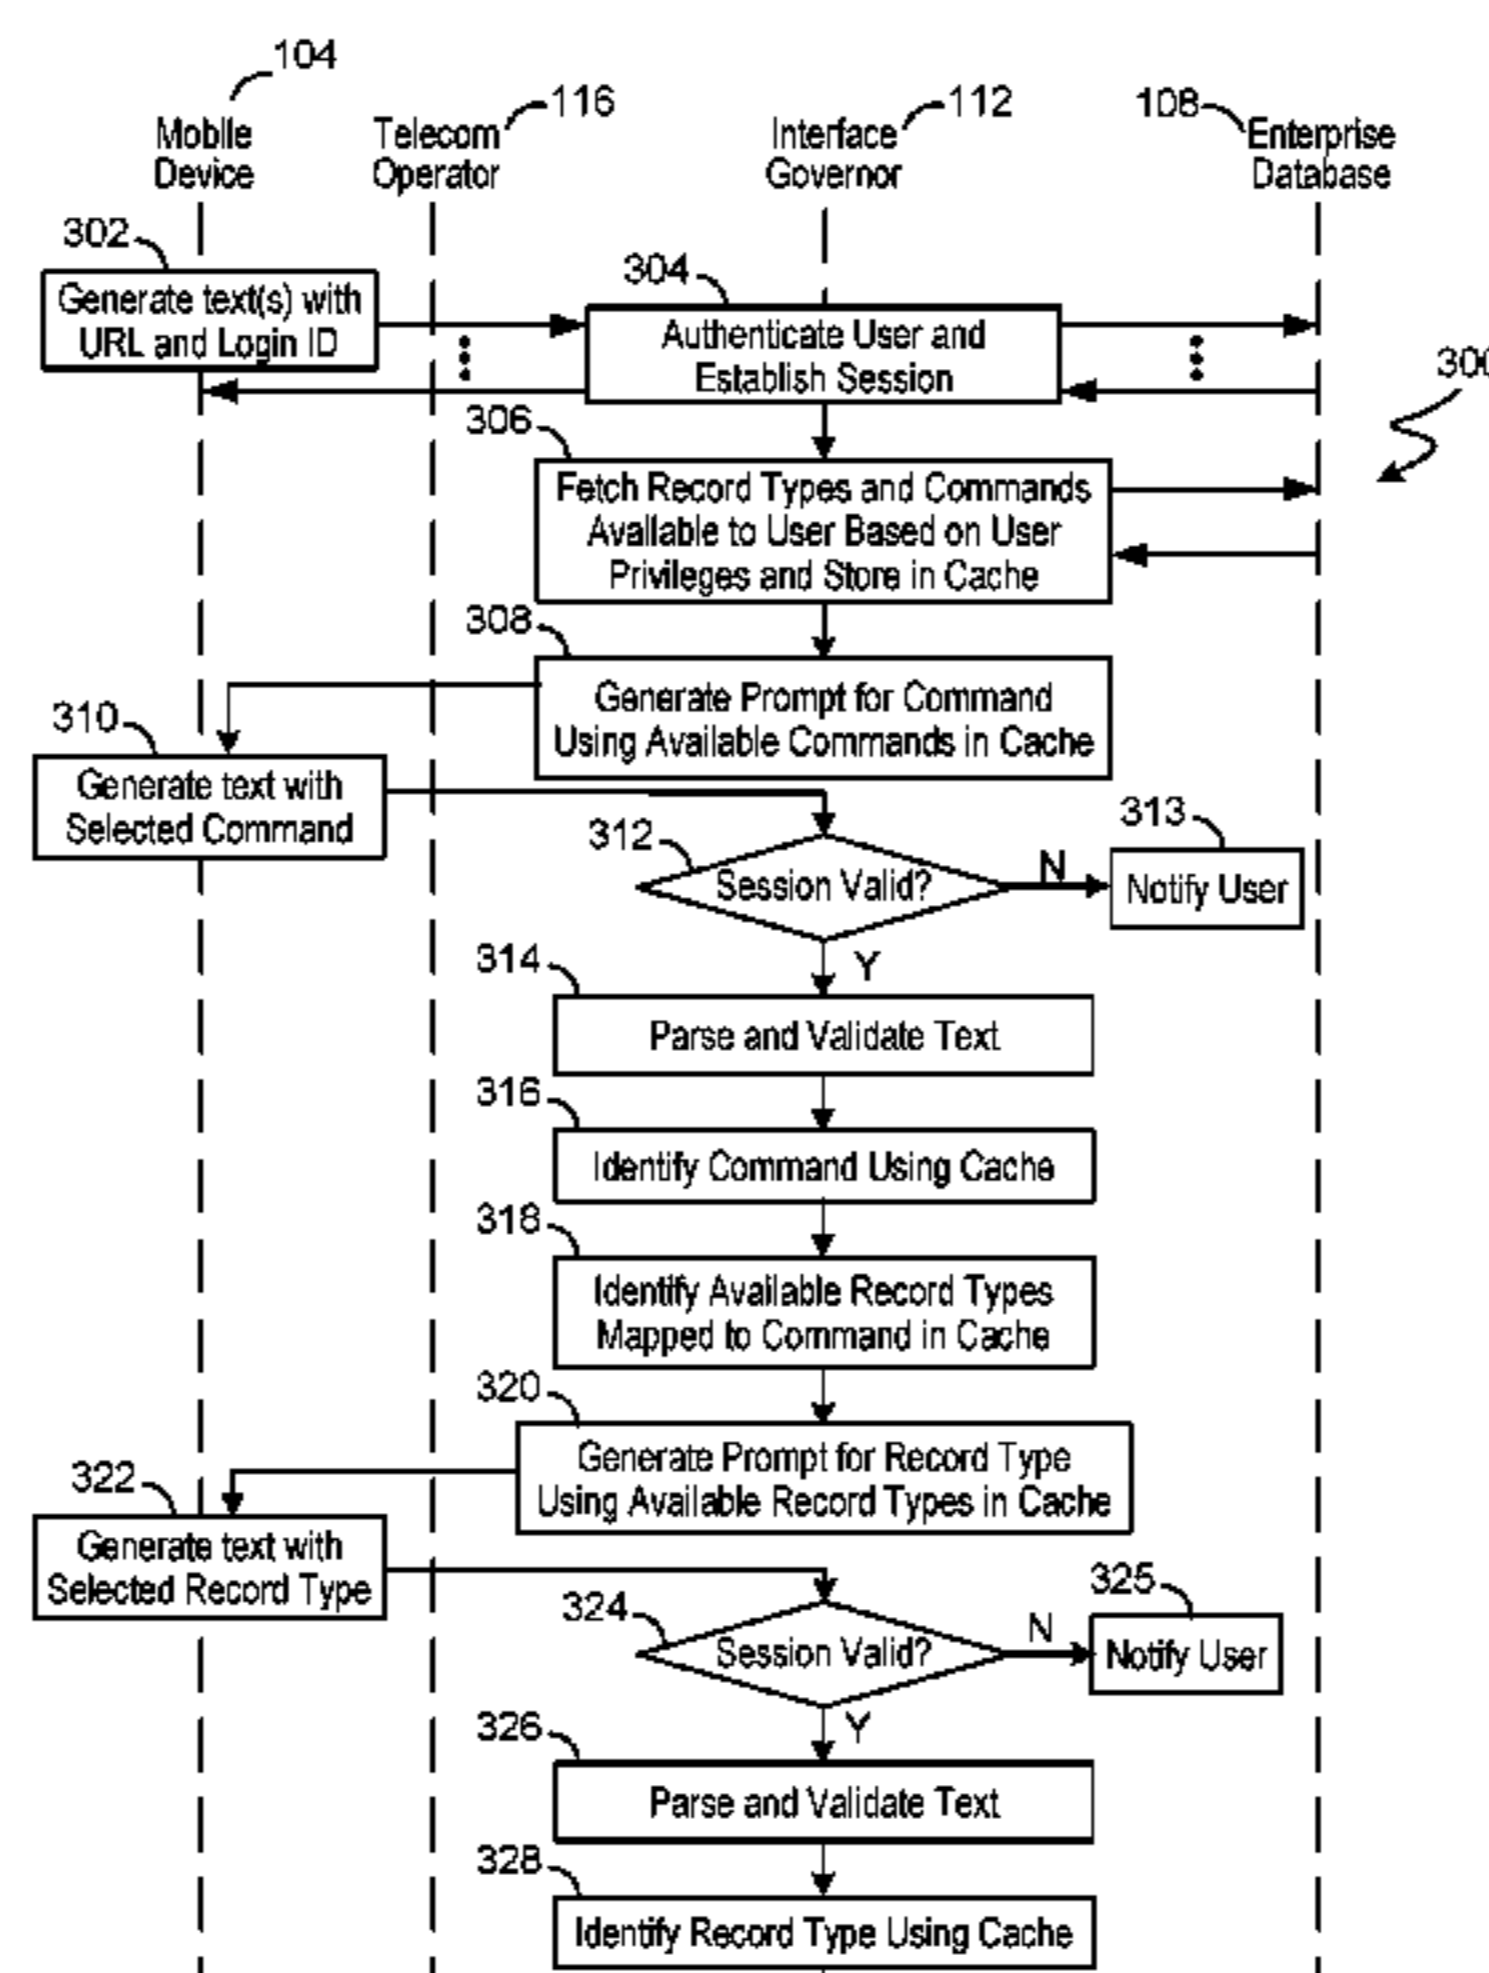 104
116
112
108
Mobile
Device
Telecom
Operator
Interface
Governor
Enterprise
Database
302
Generate text(s) with
URL and Login ID
304
Authenticate User and
Establish Session
300
306
Fetch Record Types and Commands
Available to User Based on User
Privileges and Store in Cache
308
Generate Prompt for Command
Using Available Commands in Cache
310
Generate text with
Selected Command
312
Session Valid?
N
313
Notify User
Y
314
Parse and Validate Text
316
Identify Command Using Cache
318
Identify Available Record Types
Mapped to Command in Cache
320
Generate Prompt for Record Type
Using Available Record Types in Cache
322
Generate text with
Selected Record Type
324
Session Valid?
N
325
Notify User
Y
326
Parse and Validate Text
328
Identify Record Type Using Cache